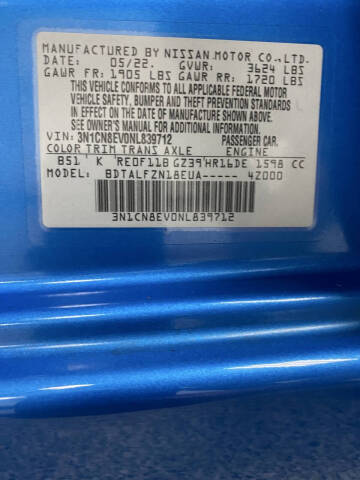 MANUFACTURED BY NISSAN MOTOR CO.,LTD.
DATE: 05/22. GVWR: 3624 LBS
GAWR FR: 1905 LBS GAWR RR: 1720 LBS
THIS VEHICLE CONFORMS TO ALL APPLICABLE FEDERAL MOTOR
VEHICLE SAFETY, BUMPER AND THEFT PREVENTION STANDARDS
IN EFFECT ON THE DATE OF MANUFACTURE SHOWN ABOVE.
SEE OWNER'S MANUAL FOR ADDITIONAL INFORMATION.
VIN: 3N1CN8EV0NL839712 PASSENGER CAR.
COLOR TRIM TRANS AXLE ENGINE
B51 K RE0F11B GZ39 HR16DE 1598 CC
MODEL: BDTALFZN18EUA----- 4Z000
3N1CN8EV0NL839712